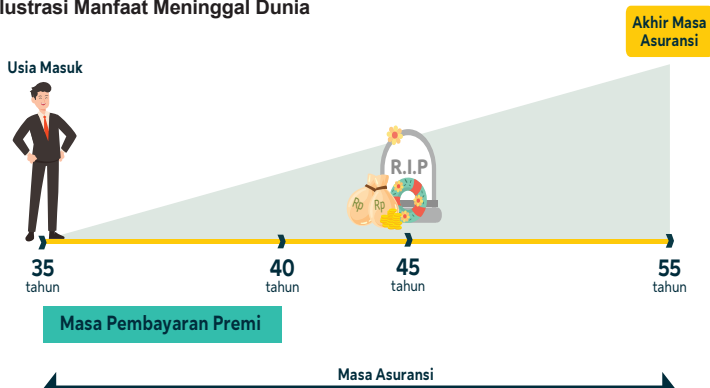 lustrasi Manfaat Meninggal Dunia
Akhir Masa
Asuransi
Usia Masuk
R.I.P
Rp
Rp
35
tahun
40
tahun
45
tahun
55
tahun
Masa Pembayaran Premi
Masa Asuransi